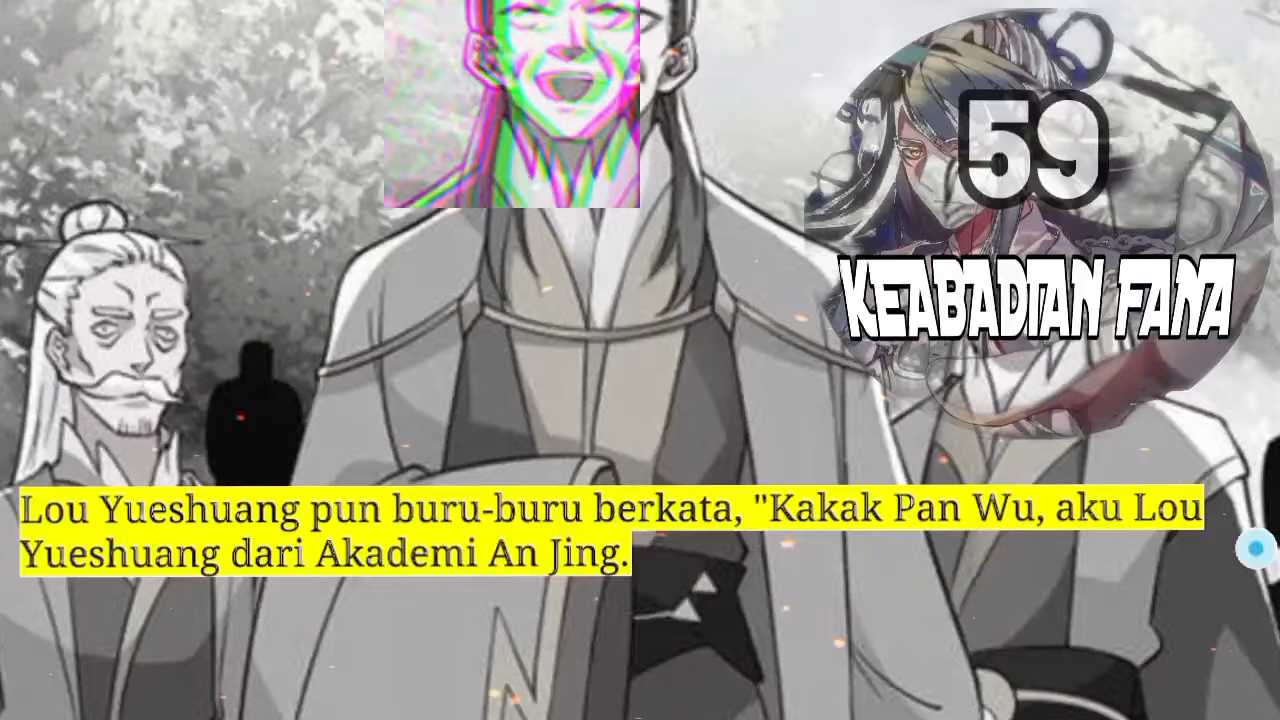 59
KEABADIAN FANA
Lou Yueshuang pun buru-buru berkata, "Kakak Pan Wu, aku Lou
Yueshuang dari Akademi An Jing.